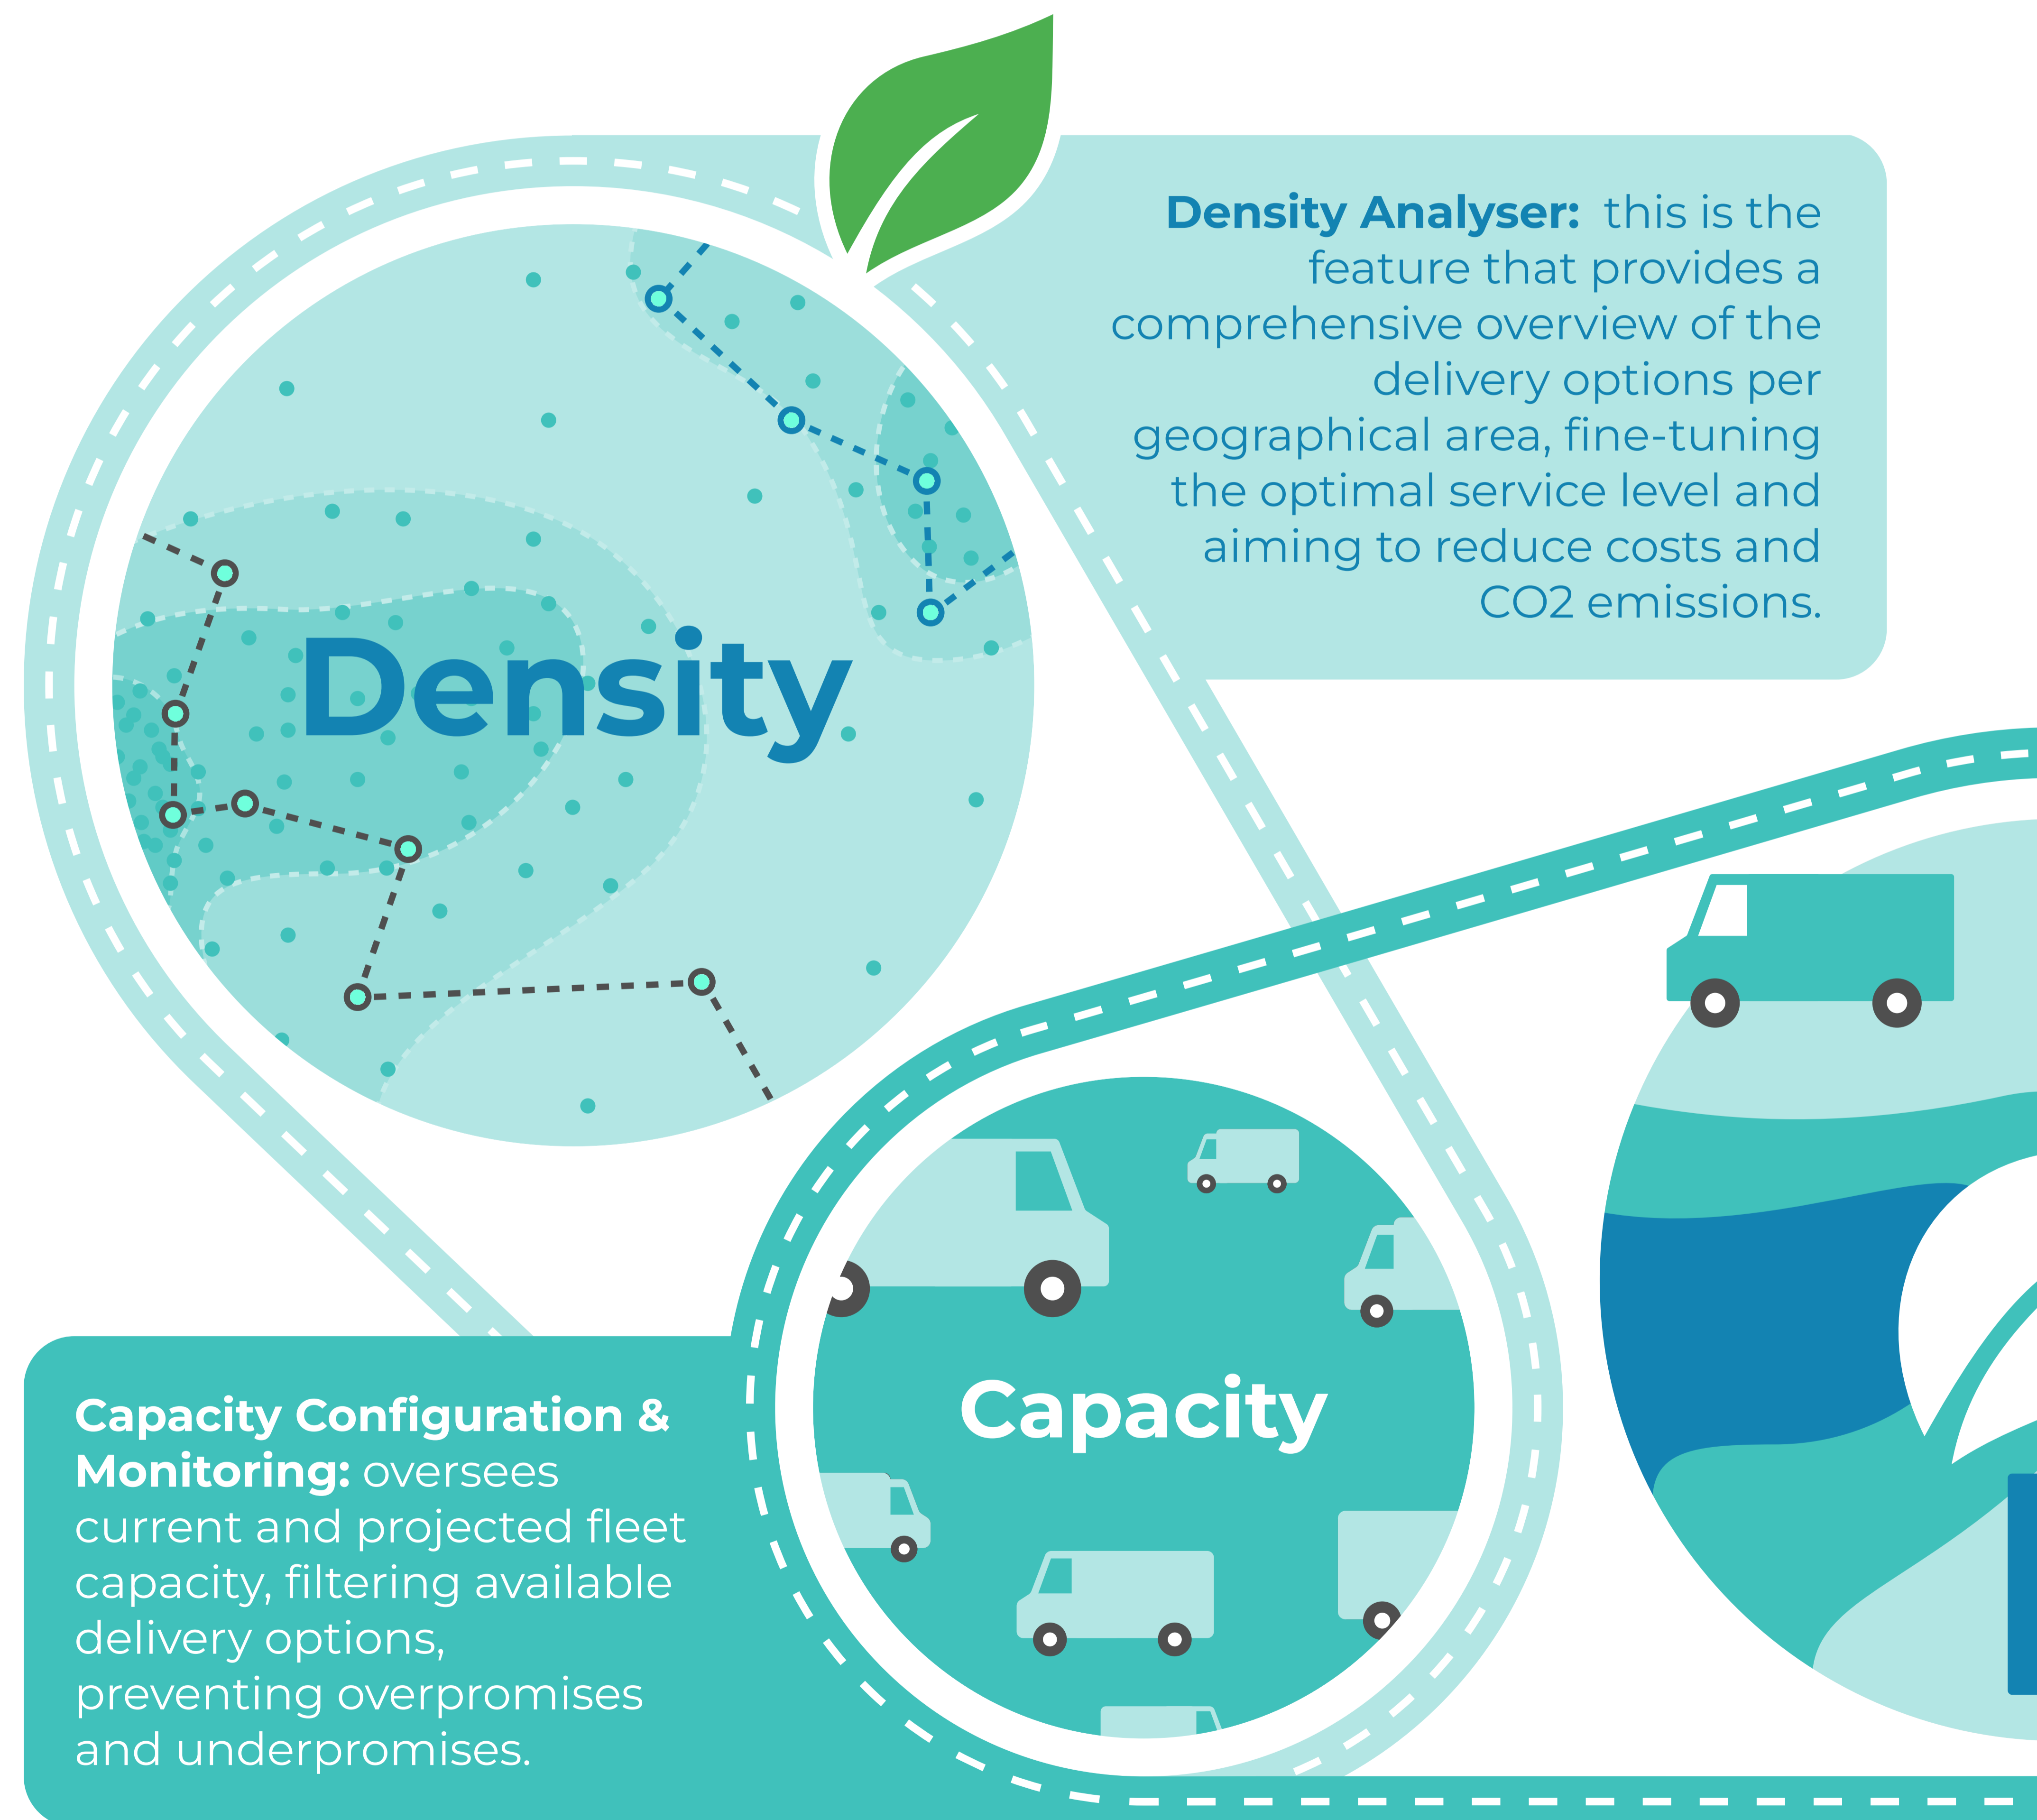 Density Analyser: this is the
feature that provides a
comprehensive overview of the
delivery options per
geographical area, fine-tuning
the optimal service level and
aiming to reduce costs and
CO2 emissions.
Density
Capacity
Capacity Configuration &
Monitoring: oversees
current and projected fleet
capacity, filtering available
delivery options,
preventing overpromises
and underpromises.